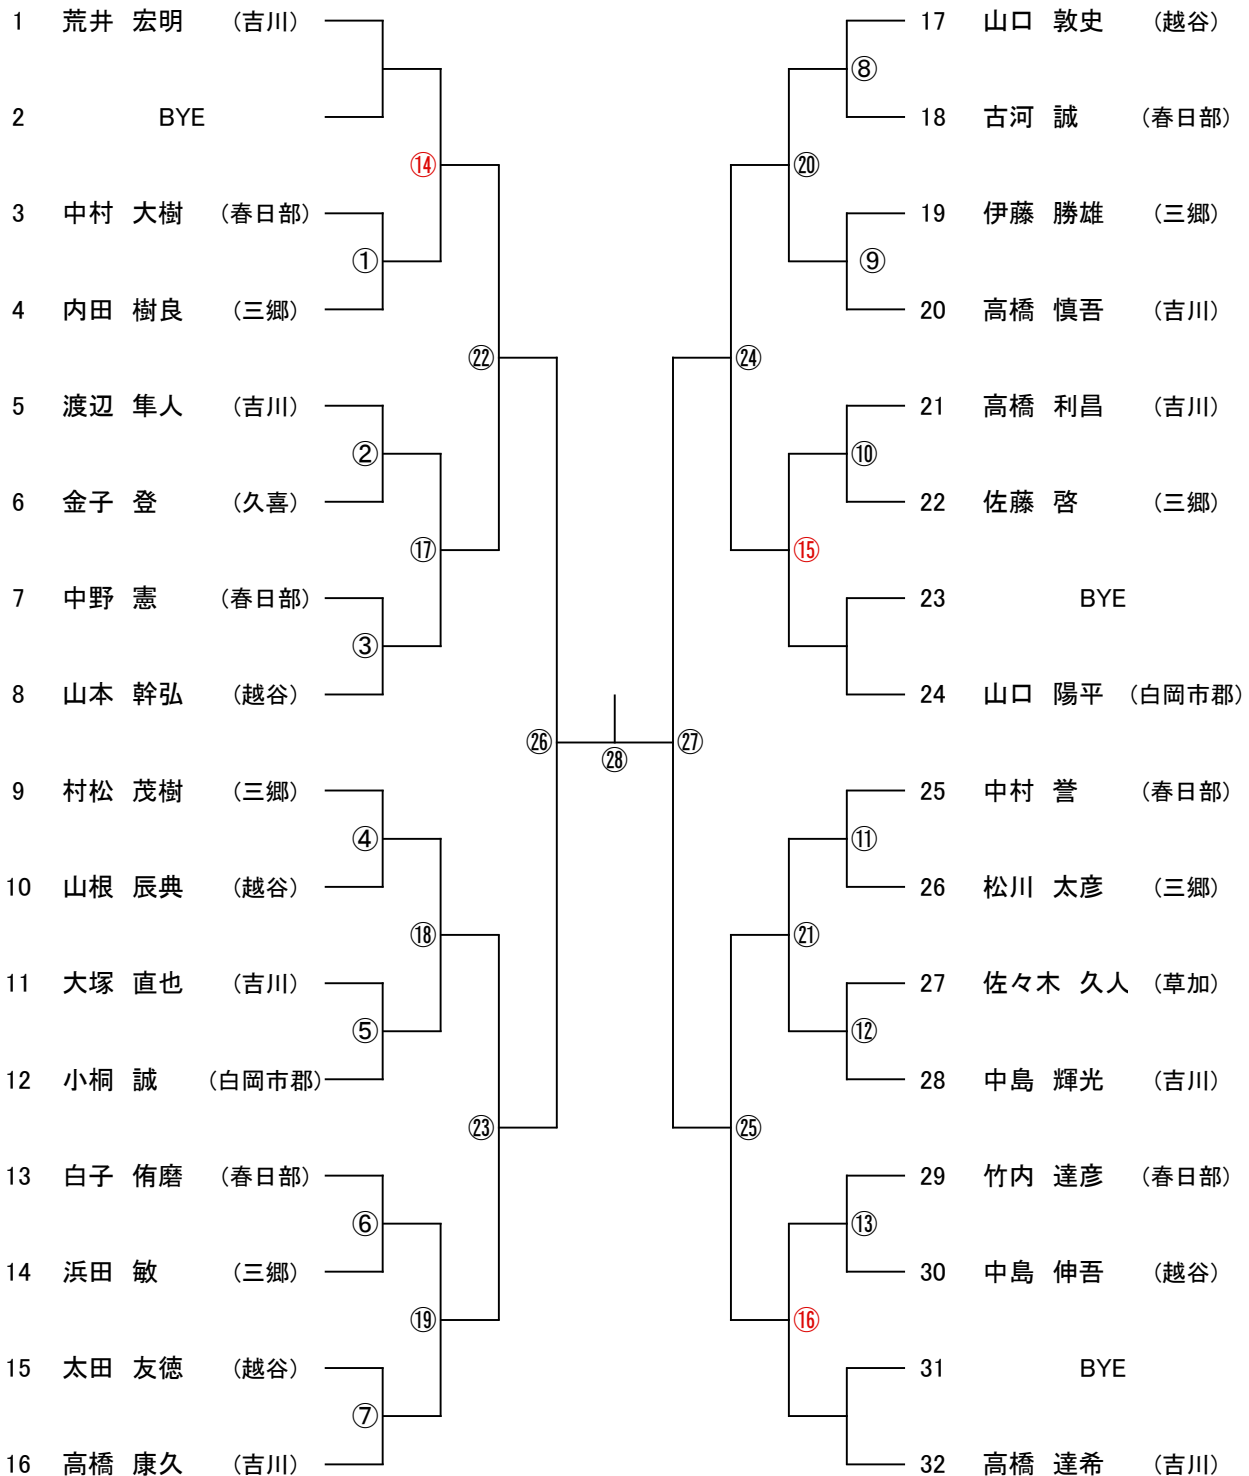 1 荒井 宏明 (吉川)
2 BYE
⑭
3 中村 大樹 (春日部)
①
4 内田 樹良 (三郷)
㉒
5 渡辺 隼人 (吉川)
②
6 金子 登 (久喜)
⑰
7 中野 憲 (春日部)
③
8 山本 幹弘 (越谷)
㉖
9 村松 茂樹 (三郷)
④
10 山根 辰典 (越谷)
⑱
11 大塚 直也 (吉川)
⑤
12 小桐 誠 (白岡市郡)
㉓
13 白子 侑磨 (春日部)
⑥
14 浜田 敏 (三郷)
⑲
15 太田 友徳 (越谷)
⑦
16 高橋 康久 (吉川)
㉘
17 山口 敦史 (越谷)
⑧
18 古河 誠 (春日部)
⑳
19 伊藤 勝雄 (三郷)
⑨
20 高橋 慎吾 (吉川)
㉔
21 高橋 利昌 (吉川)
⑩
22 佐藤 啓 (三郷)
⑮
23 BYE
24 山口 陽平 (白岡市郡)
㉗
25 中村 誉 (春日部)
⑪
26 松川 太彦 (三郷)
㉑
27 佐々木 久人 (草加)
⑫
28 中島 輝光 (吉川)
㉕
29 竹内 達彦 (春日部)
⑬
30 中島 伸吾 (越谷)
⑯
31 BYE
32 高橋 達希 (吉川)